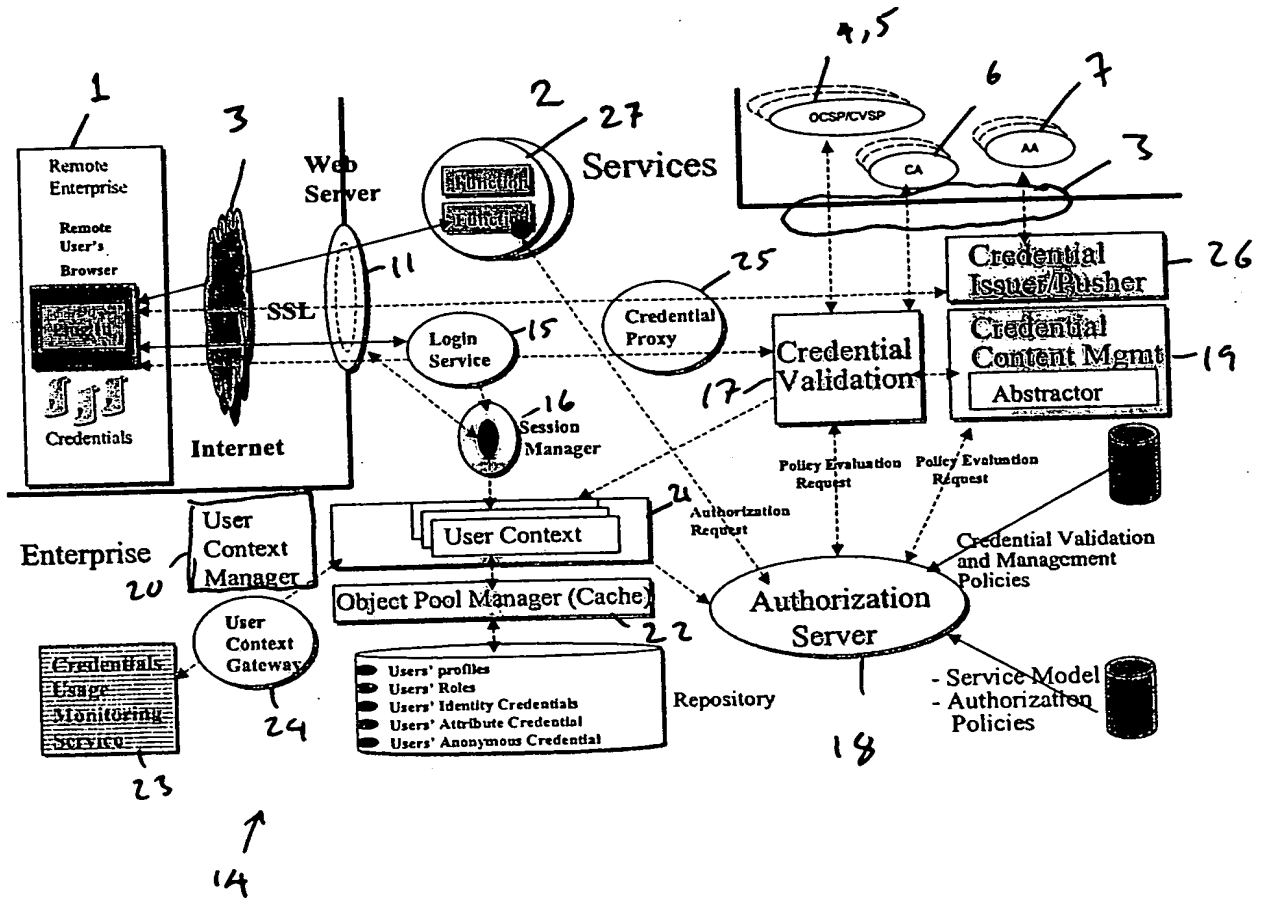 4,5
1
3
2
27
6
7
OCSP/CVSP
Services
AA
3
CA
Remote
Enterprise
Web
Server
Function
Function
Remote
User's
Browser
11
25
Credential
Issuer/Pusher
26
SSL
15
Login
Service
Credential
Proxy
Credential
Validation
17
Credential
Content Mgmt
19
Abstractor
Credentials
Internet
16
Session
Manager
Policy Evaluation
Request
Policy Evaluation
Request
Enterprise
User
Context
Manager
20
21
User Context
Authorization
Request
Credential Validation
and Management
Policies
Object Pool Manager (Cache)
22
Authorization
Server
User
Context
Gateway
24
Credentials
Usage
Monitoring
Service
23
Users' profiles
Users' Roles
Users' Identity Credentials
Users' Attribute Credential
Users' Anonymous Credential
Repository
- Service Model
- Authorization
Policies
18
14